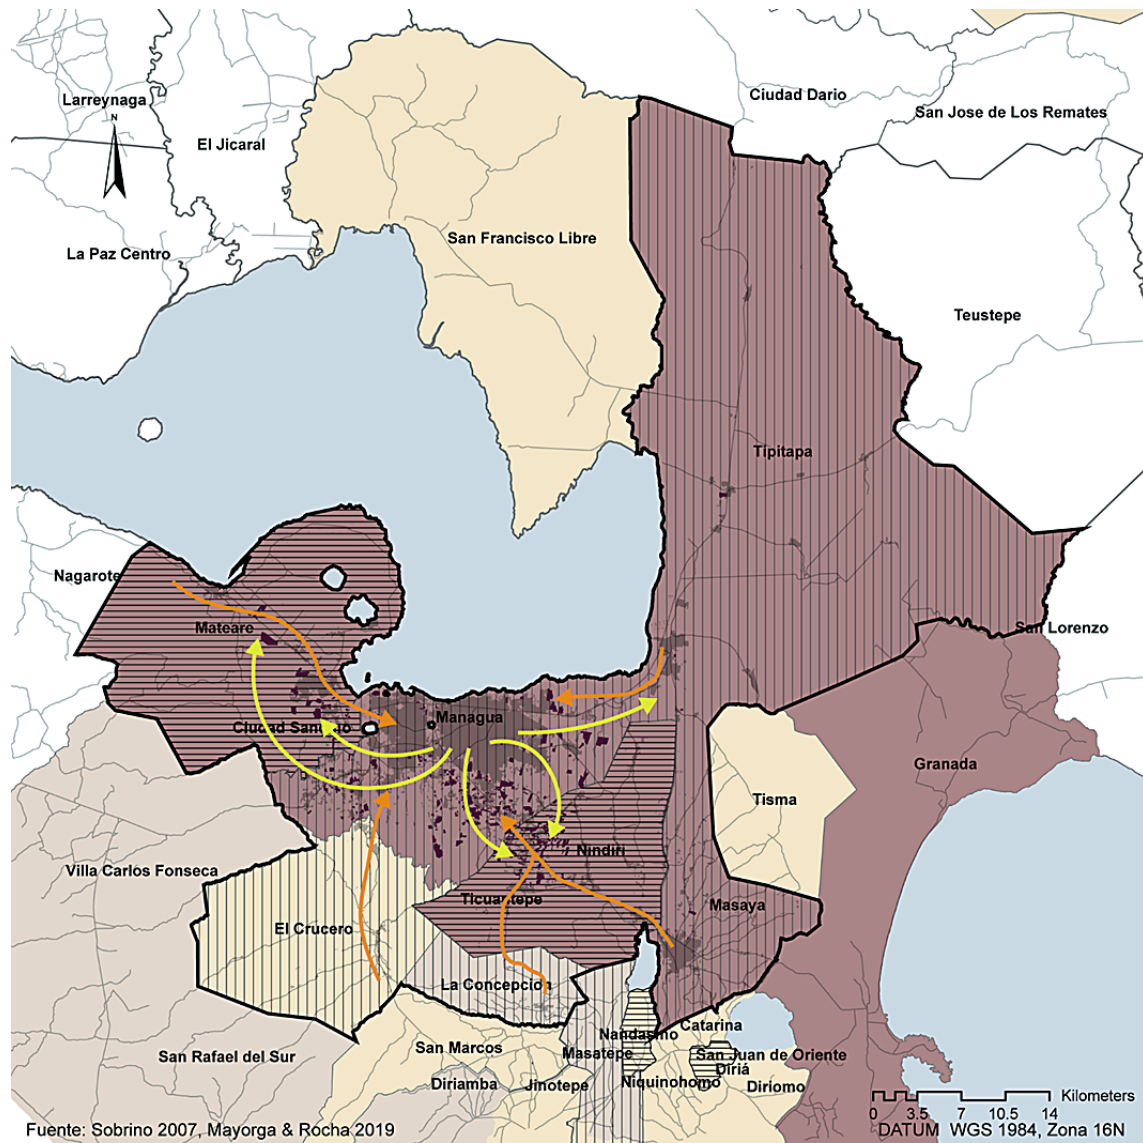 Larreynaga
N
El Jicaral
La Paz Centro
Ciudad Dario
San Jose de Los Remates
San Francisco Libre
Teustepe
Tipitapa
Nagarote
Mateare
San Lorenzo
Managua
Ciudad Sandino
Granada
Tisma
Nindiri
Villa Carlos Fonseca
Ticuantepe
Masaya
El Crucero
La Concepcion
Nandasmo
Catarina
San Marcos
Masatepe
San Juan de Oriente
San Rafael del Sur
Diriá
Diriamba
Jinotepe
Niquinohomo
Diriomo
Kilometers
0 3.5 7 10.5 14
Fuente: Sobrino 2007, Mayorga & Rocha 2019
DATUM WGS 1984, Zona 16N